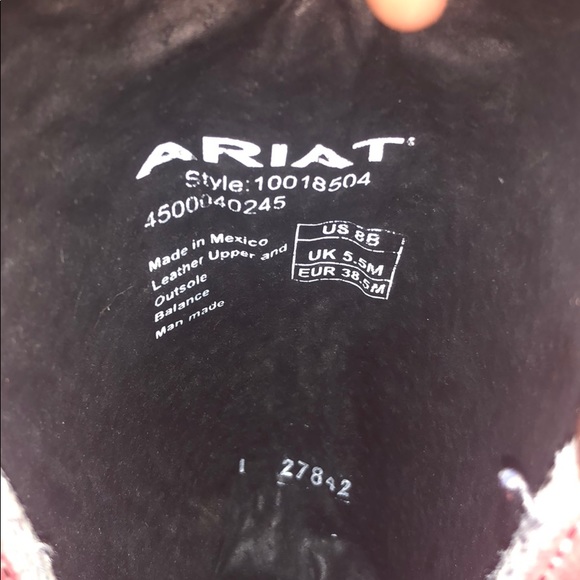 ARIAT
Style:10018504
4500040245
Made in Mexico
Leather Upper and
Outsole
Balance
Man made
US 8B
UK 5.5M
EUR 38.5M
1 27842